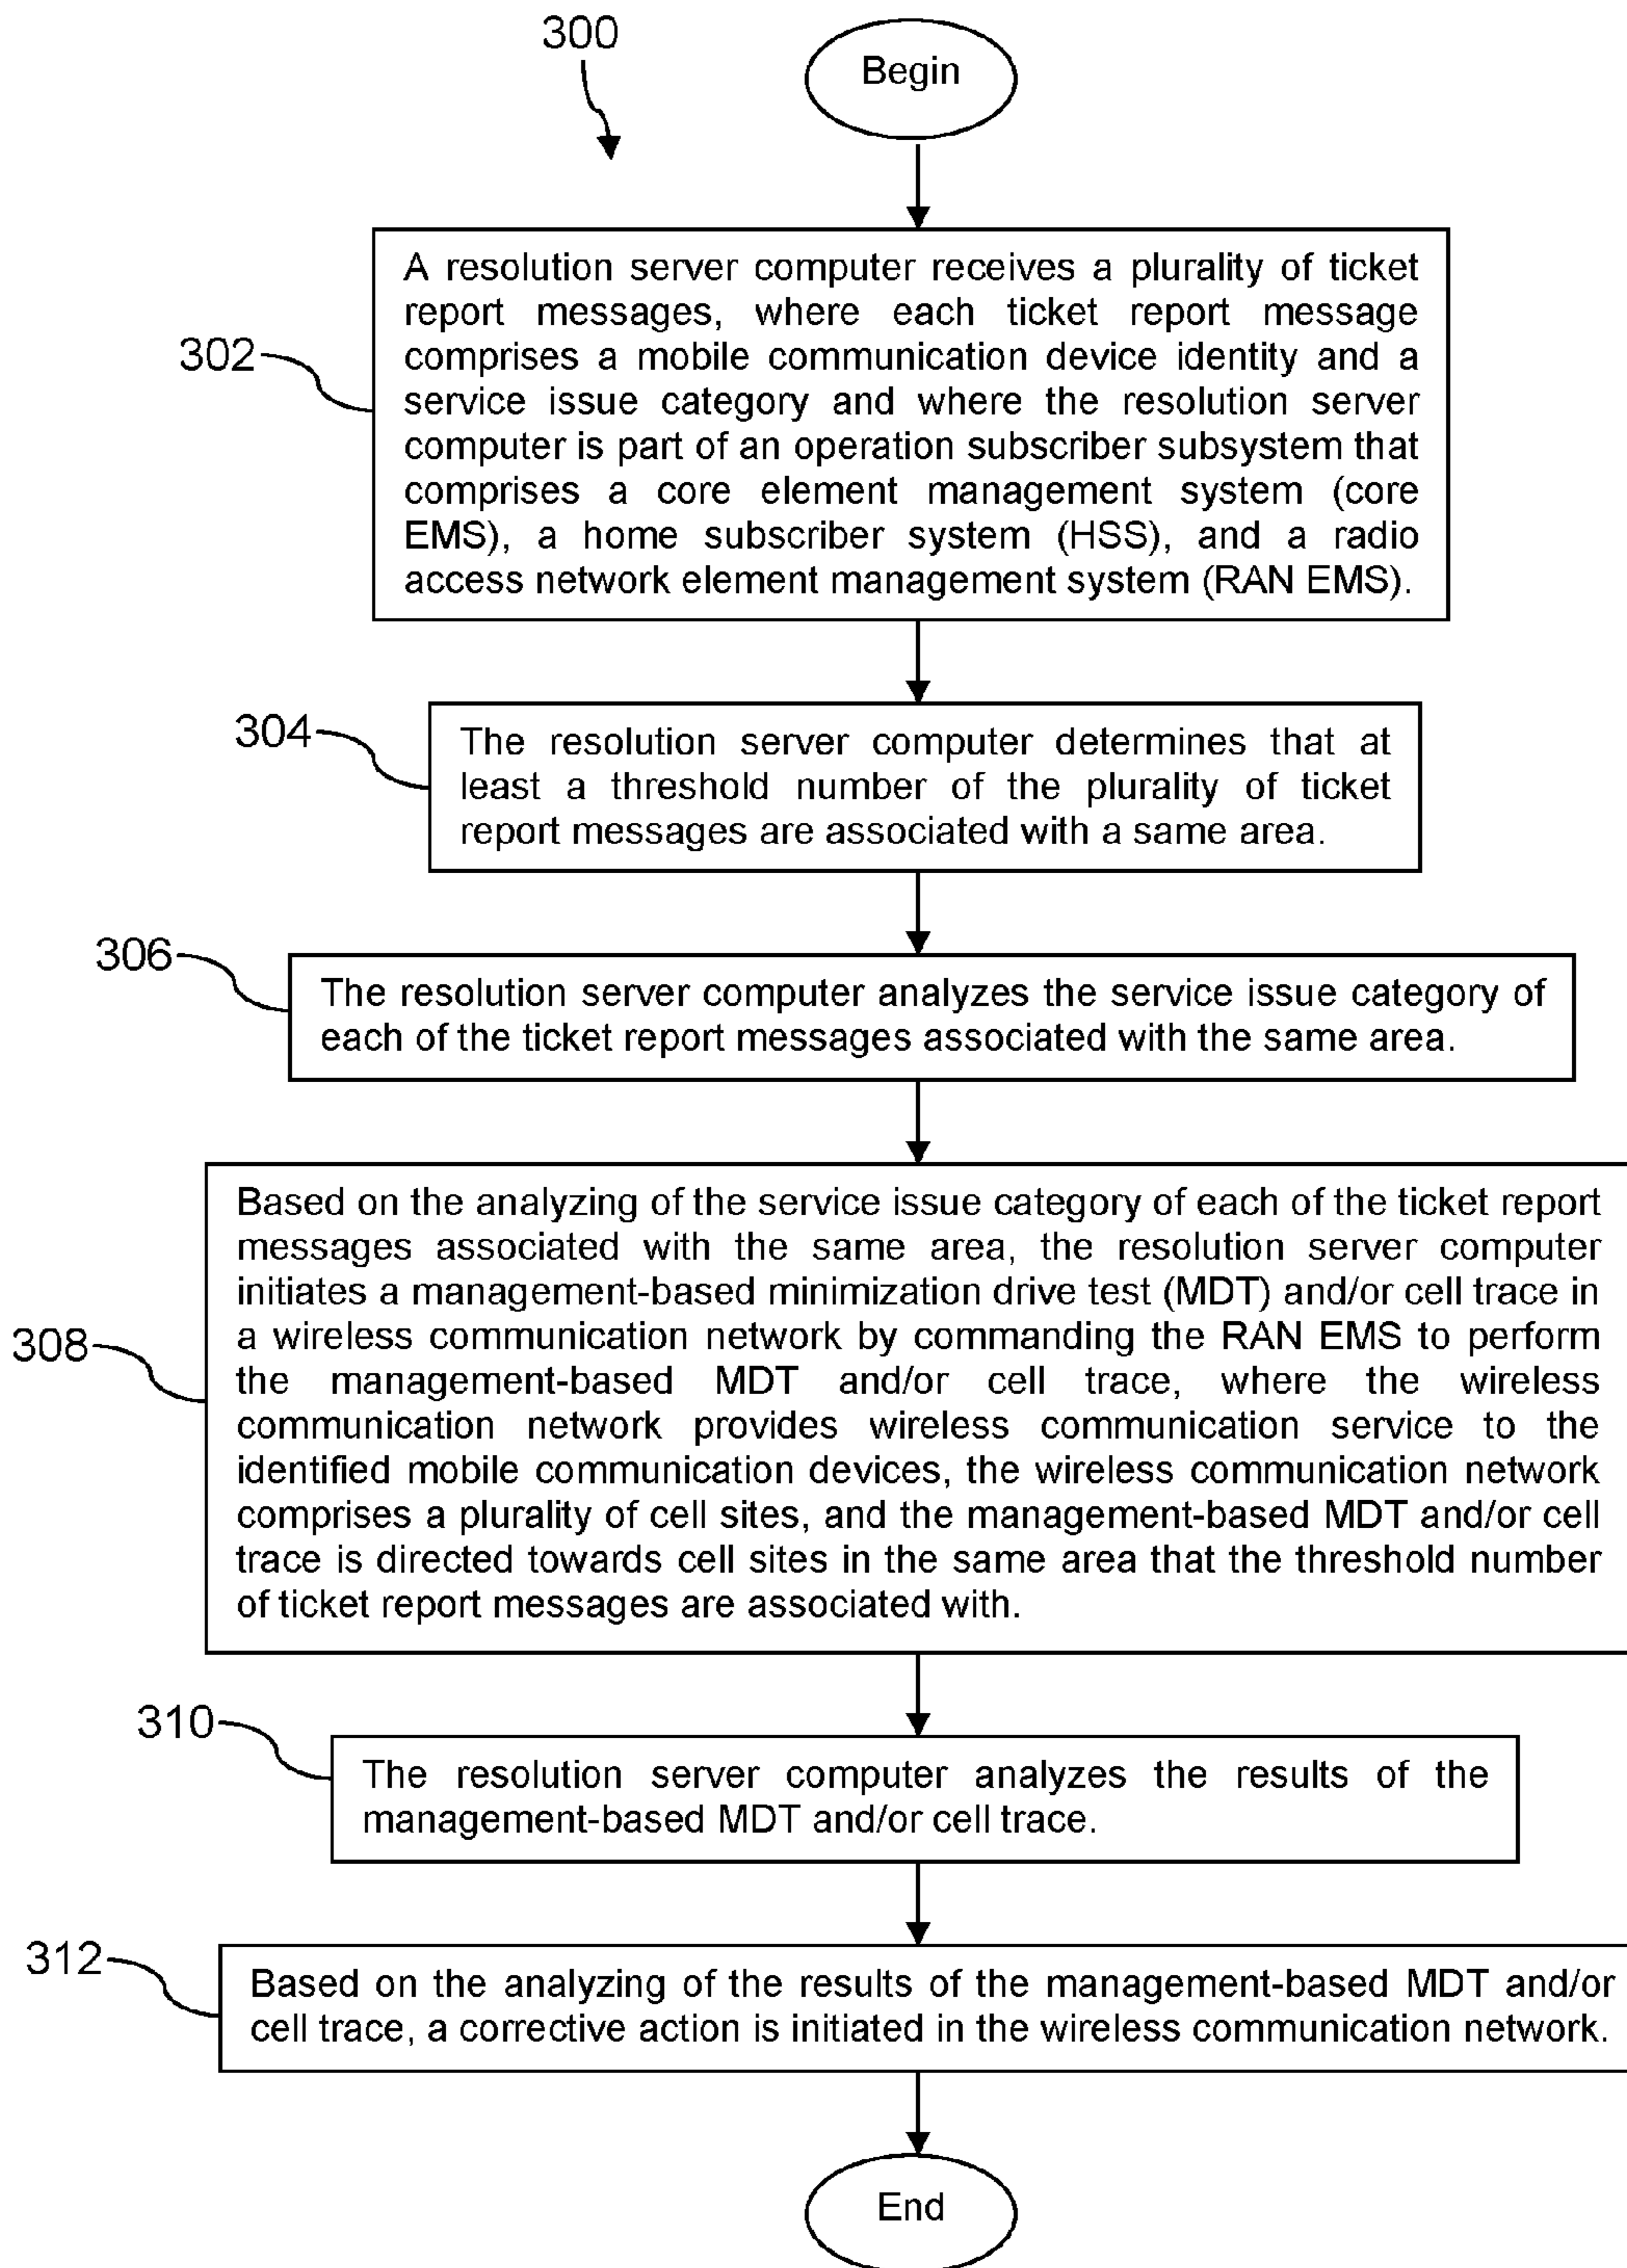 300
Begin
302
A resolution server computer receives a plurality of ticket
report messages, where each ticket report message
comprises a mobile communication device identity and a
service issue category and where the resolution server
computer is part of an operation subscriber subsystem that
comprises a core element management system (core
EMS), a home subscriber system (HSS), and a radio
access network element management system (RAN EMS).
304
The resolution server computer determines that at
least a threshold number of the plurality of ticket
report messages are associated with a same area.
306
The resolution server computer analyzes the service issue category of
each of the ticket report messages associated with the same area.
308
Based on the analyzing of the service issue category of each of the ticket report
messages associated with the same area, the resolution server computer
initiates a management-based minimization drive test (MDT) and/or cell trace in
a wireless communication network by commanding the RAN EMS to perform
the management-based MDT and/or cell trace, where the wireless
communication network provides wireless communication service to the
identified mobile communication devices, the wireless communication network
comprises a plurality of cell sites, and the management-based MDT and/or cell
trace is directed towards cell sites in the same area that the threshold number
of ticket report messages are associated with.
310
The resolution server computer analyzes the results of the
management-based MDT and/or cell trace.
312
Based on the analyzing of the results of the management-based MDT and/or
cell trace, a corrective action is initiated in the wireless communication network.
End